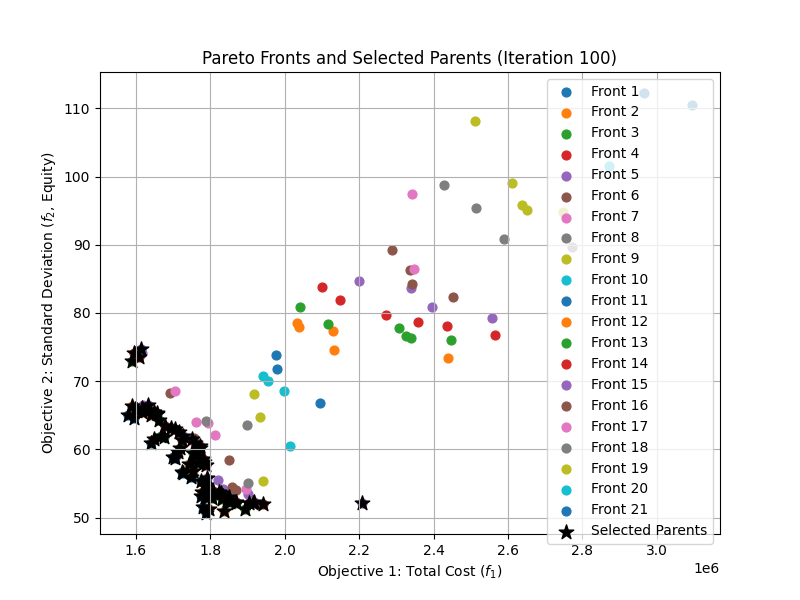 Pareto Fronts and Selected Parents (Iteration 100)
Objective 2: Standard Deviation (f₂, Equity)
110
100
90
80
70
60
50
1.6
1.8
2.0
2.2
2.4
2.6
2.8
3.0
1e6
Objective 1: Total Cost (f₁)
Front 1
Front 2
Front 3
Front 4
Front 5
Front 6
Front 7
Front 8
Front 9
Front 10
Front 11
Front 12
Front 13
Front 14
Front 15
Front 16
Front 17
Front 18
Front 19
Front 20
Front 21
Selected Parents